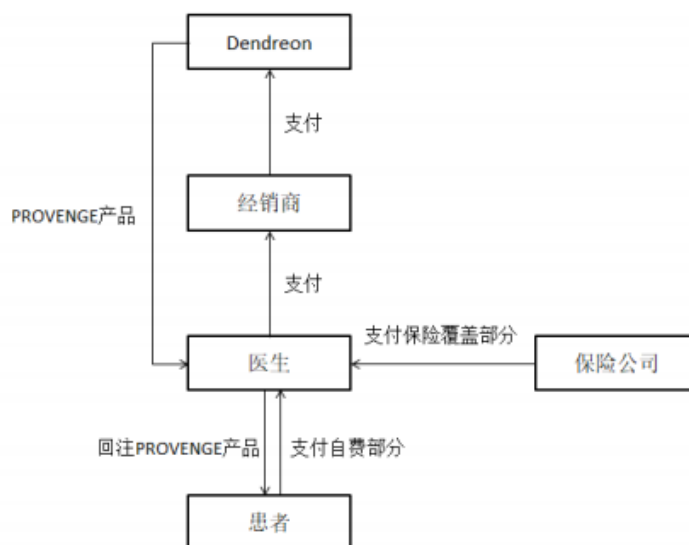 Dendreon
支付
经销商
PROVENGE产品
支付
支付保险覆盖部分
医生
保险公司
回注PROVENGE产品
支付自费部分
患者